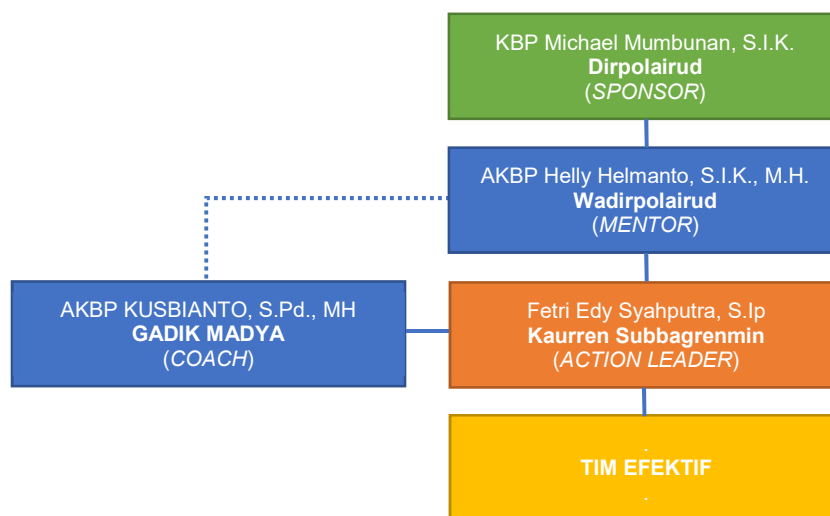 KBP Michael Mumbunan, S.I.K.
Dirpolairud
(SPONSOR)
AKBP Helly Helmanto, S.I.K., M.H.
Wadirpolairud
(MENTOR)
AKBP KUSBIANTO, S.Pd., MH
GADIK MADYA
(COACH)
Fetri Edy Syahputra, S.Ip
Kaurren Subbagrenmin
(ACTION LEADER)
.
TIM EFEKTIF
.